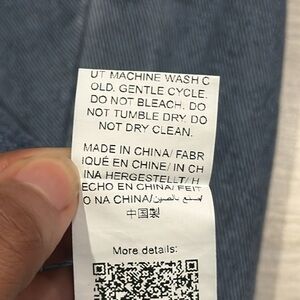 UT MACHINE WASH C
OLD. GENTLE CYCLE.
DO NOT BLEACH. DO
NOT TUMBLE DRY. DO
NOT DRY CLEAN.
MADE IN CHINA/ FABR
IQUÉ EN CHINE/ IN CH
INA HERGESTELLT/ H
ECHO EN CHINA/ FEIT
O NA CHINA/صنع بالصين/
中国製
More details: